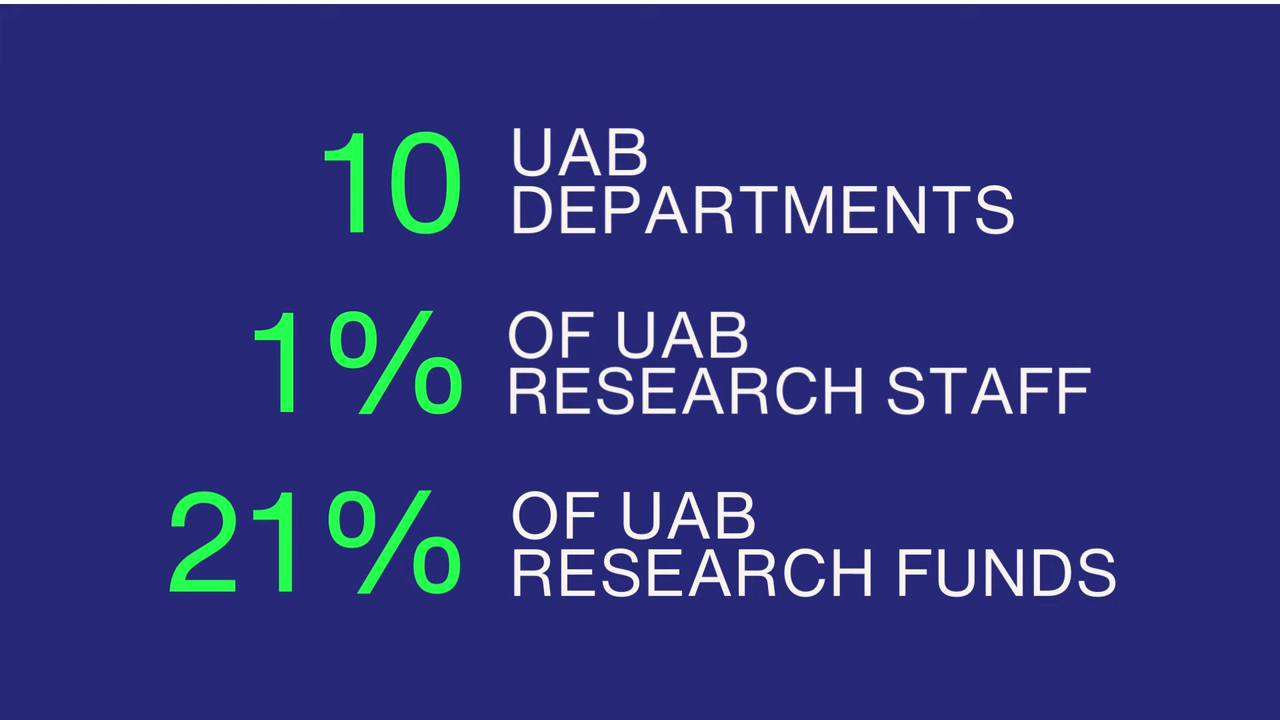 10 UAB
DEPARTMENTS
1% OF UAB
RESEARCH STAFF
21% OF UAB
RESEARCH FUNDS